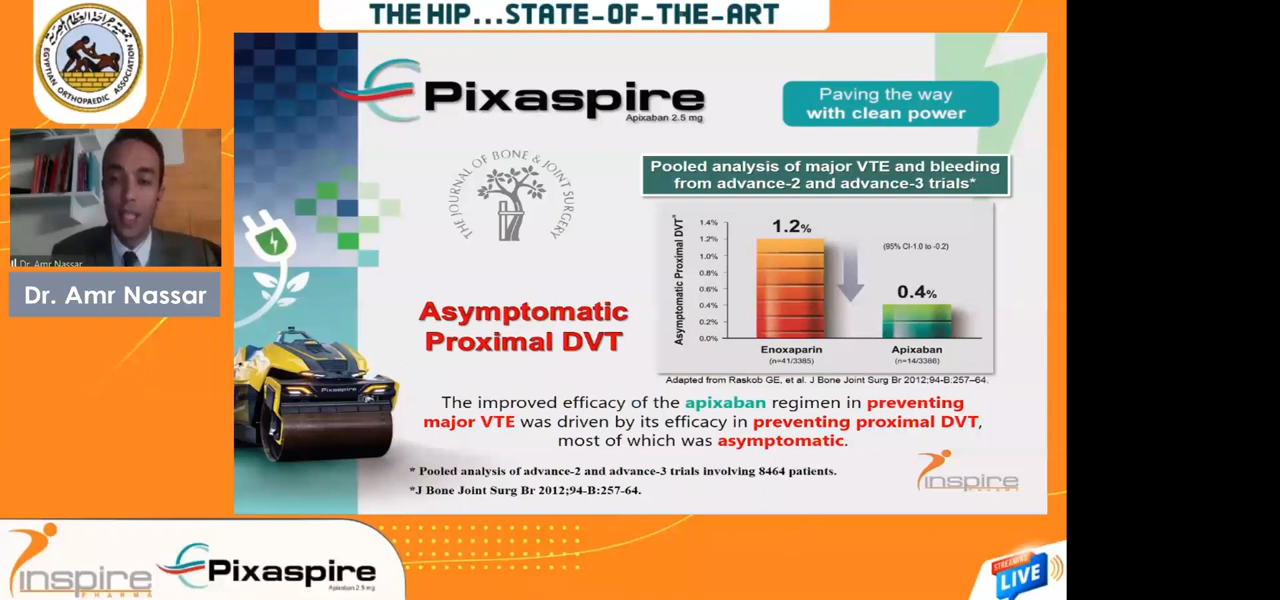 THE HIP...STATE-OF-THE-ART
EGYPTIAN ORTHOPAEDIC ASSOCIATION
Dr. Amr Nassar
Dr. Amr Nassar
Pixaspire
Apixaban 2.5 mg
Paving the way
with clean power
THE JOURNAL OF BONE & JOINT SURGERY
Pooled analysis of major VTE and bleeding
from advance-2 and advance-3 trials*
Asymptomatic Proximal DVT*
1.4%
1.2%
1.0%
0.8%
0.6%
0.4%
0.2%
0.0%
1.2%
(95% CI-1.0 to -0.2)
0.4%
Enoxaparin
(n=41/3385)
Apixaban
(n=14/3386)
Adapted from Raskob GE, et al. J Bone Joint Surg Br 2012;94-B:257–64.
Asymptomatic
Proximal DVT
Pixaspire
The improved efficacy of the apixaban regimen in preventing
major VTE was driven by its efficacy in preventing proximal DVT,
most of which was asymptomatic.
* Pooled analysis of advance-2 and advance-3 trials involving 8464 patients.
*J Bone Joint Surg Br 2012;94-B:257-64.
inspire
PHARMA
inspire
PHARMA
Pixaspire
Apixaban 2.5 mg
STREAMING
LIVE